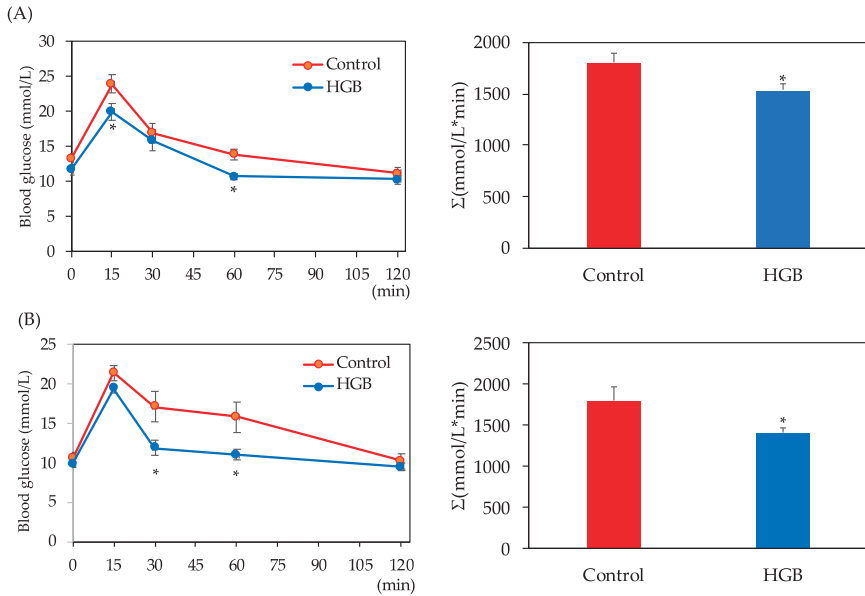 (A)
30
25
20
15
10
5
0
Blood glucose (mmol/L)
Control
HGB
*
*
0 15 30 45 60 75 90 105 120
(min)
2000
1500
1000
500
0
Σ(mmol/L*min)
*
Control HGB
(B)
25
20
15
10
5
0
Blood glucose (mmol/L)
Control
HGB
*
*
0 15 30 45 60 75 90 105 120
(min)
2500
2000
1500
1000
500
0
Σ(mmol/L*min)
*
Control HGB